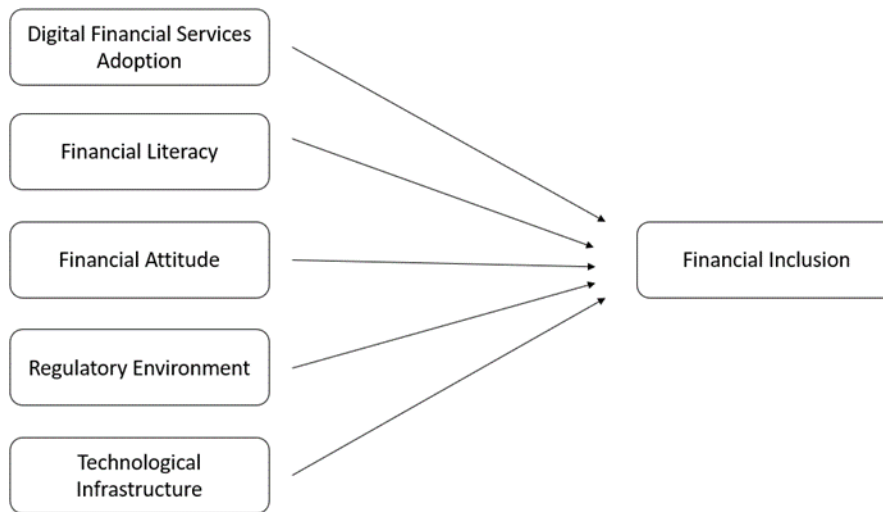 Digital Financial Services
Adoption
Financial Literacy
Financial Attitude
Financial Inclusion
Regulatory Environment
Technological
Infrastructure